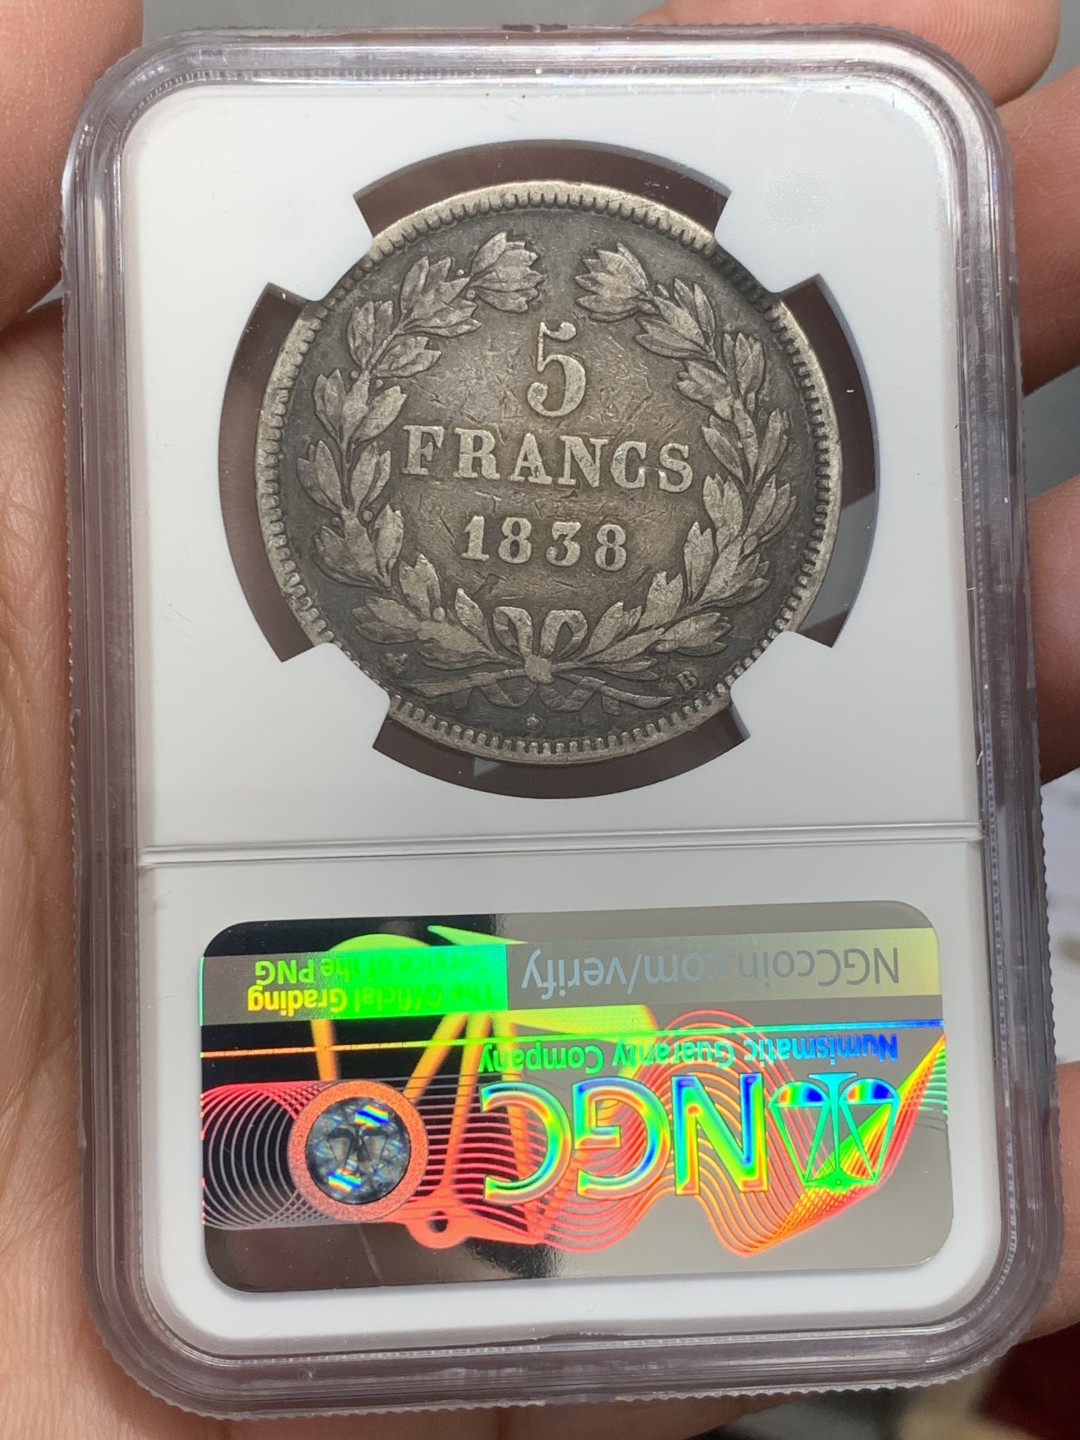 5
FRANCS
1838
B
NGCcoin.com/verify
The Official Grading
Service of the PNG
Numismatic Guaranty Company
NGC